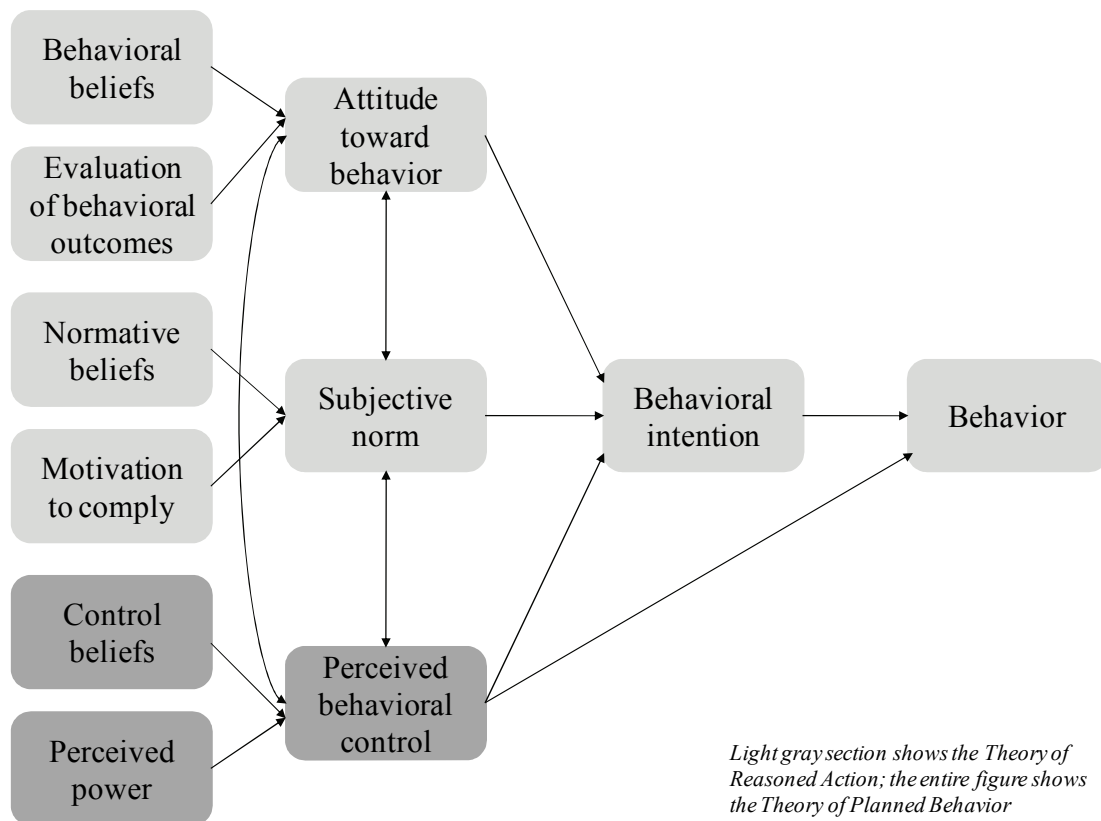 Behavioral
beliefs
Evaluation
of behavioral
outcomes
Normative
beliefs
Motivation
to comply
Control
beliefs
Perceived
power
Attitude
toward
behavior
Subjective
norm
Perceived
behavioral
control
Behavioral
intention
Behavior
Light gray section shows the Theory of
Reasoned Action; the entire figure shows
the Theory of Planned Behavior